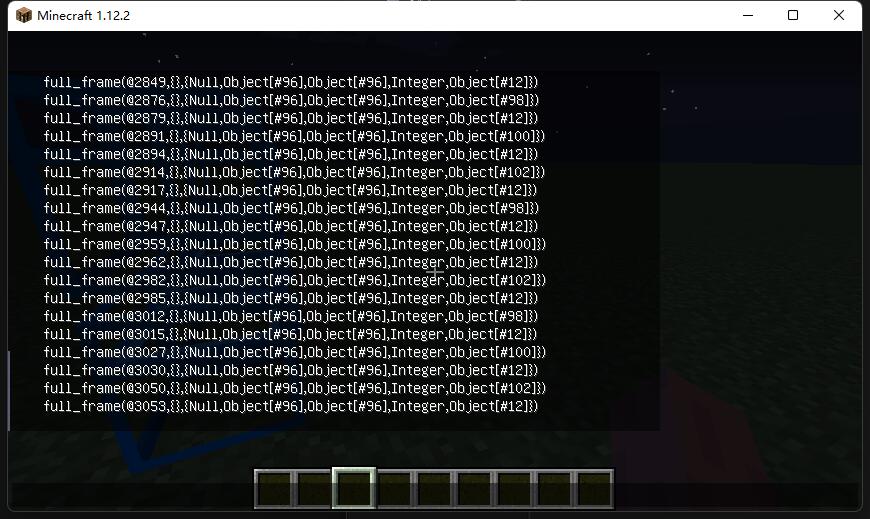 Minecraft 1.12.2
full_frame(@2849,{},{Null,Object[#96],Object[#96],Integer,Object[#12]})
full_frame(@2876,{},{Null,Object[#96],Object[#96],Integer,Object[#98]})
full_frame(@2879,{},{Null,Object[#96],Object[#96],Integer,Object[#12]})
full_frame(@2891,{},{Null,Object[#96],Object[#96],Integer,Object[#100]})
full_frame(@2894,{},{Null,Object[#96],Object[#96],Integer,Object[#12]})
full_frame(@2914,{},{Null,Object[#96],Object[#96],Integer,Object[#102]})
full_frame(@2917,{},{Null,Object[#96],Object[#96],Integer,Object[#12]})
full_frame(@2944,{},{Null,Object[#96],Object[#96],Integer,Object[#98]})
full_frame(@2947,{},{Null,Object[#96],Object[#96],Integer,Object[#12]})
full_frame(@2959,{},{Null,Object[#96],Object[#96],Integer,Object[#100]})
full_frame(@2962,{},{Null,Object[#96],Object[#96],Integer,Object[#12]})
full_frame(@2982,{},{Null,Object[#96],Object[#96],Integer,Object[#102]})
full_frame(@2985,{},{Null,Object[#96],Object[#96],Integer,Object[#12]})
full_frame(@3012,{},{Null,Object[#96],Object[#96],Integer,Object[#98]})
full_frame(@3015,{},{Null,Object[#96],Object[#96],Integer,Object[#12]})
full_frame(@3027,{},{Null,Object[#96],Object[#96],Integer,Object[#100]})
full_frame(@3030,{},{Null,Object[#96],Object[#96],Integer,Object[#12]})
full_frame(@3050,{},{Null,Object[#96],Object[#96],Integer,Object[#102]})
full_frame(@3053,{},{Null,Object[#96],Object[#96],Integer,Object[#12]})